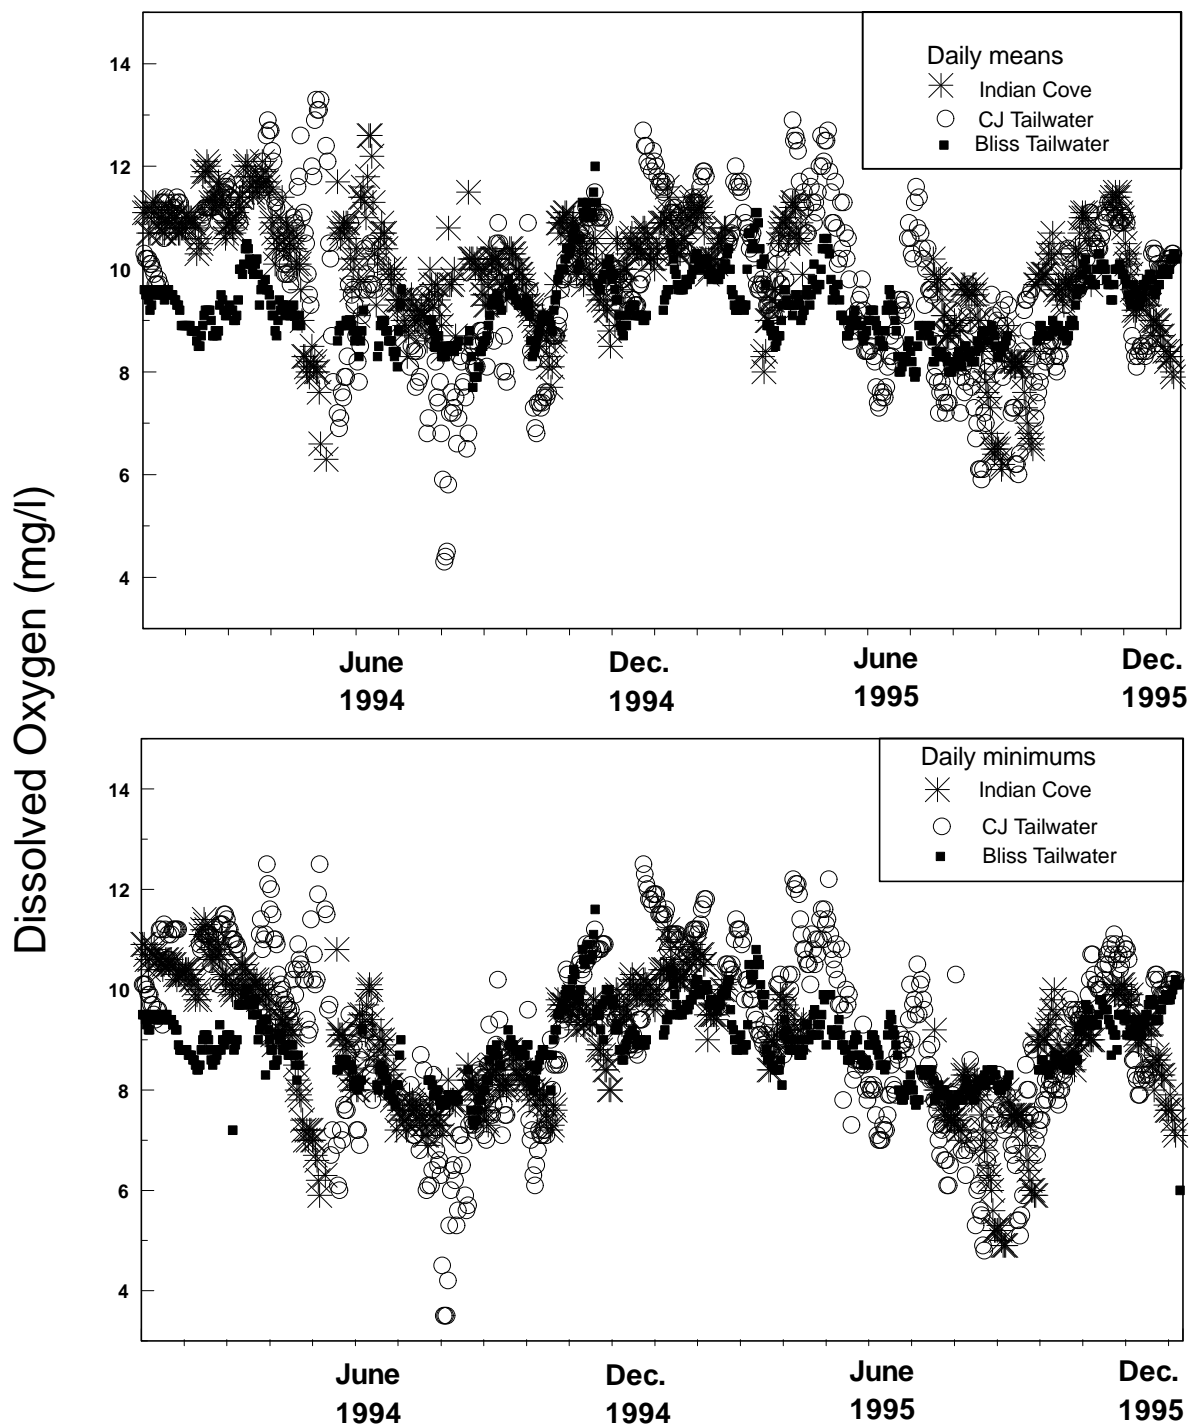 Dissolved Oxygen (mg/l)
Daily means
Indian Cove
CJ Tailwater
Bliss Tailwater
14
12
10
8
6
4
June
1994
Dec.
1994
June
1995
Dec.
1995
Daily minimums
Indian Cove
CJ Tailwater
Bliss Tailwater
14
12
10
8
6
4
June
1994
Dec.
1994
June
1995
Dec.
1995